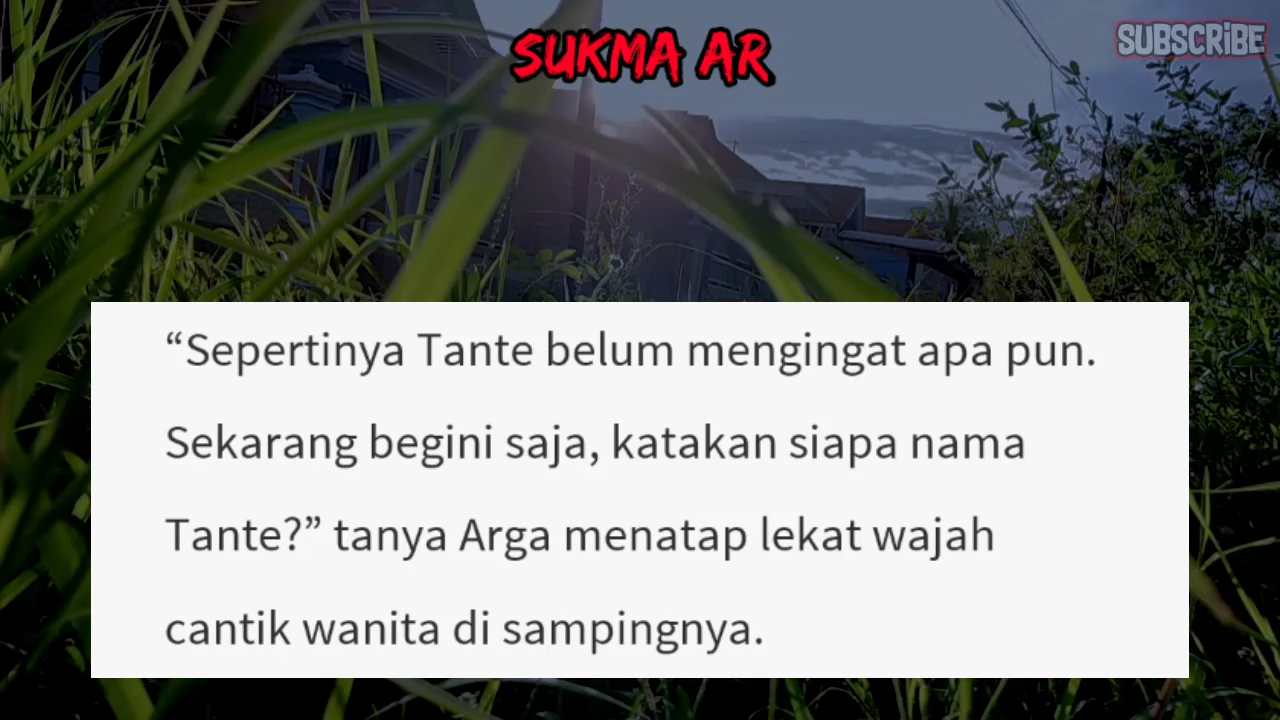 SUKMA AR
SUBSCRiBE
“Sepertinya Tante belum mengingat apa pun.
Sekarang begini saja, katakan siapa nama
Tante?” tanya Arga menatap lekat wajah
cantik wanita di sampingnya.